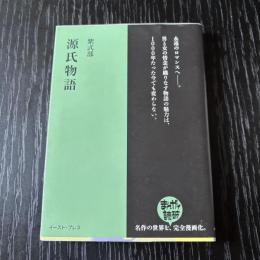 紫式部
源氏物語
イースト・プレス
永遠のロマンスへ――。
男と女の情念が織りなす物語の魅力は、
1000年たった今でも変わらない。
まんがで読破
名作の世界を、完全漫画化。